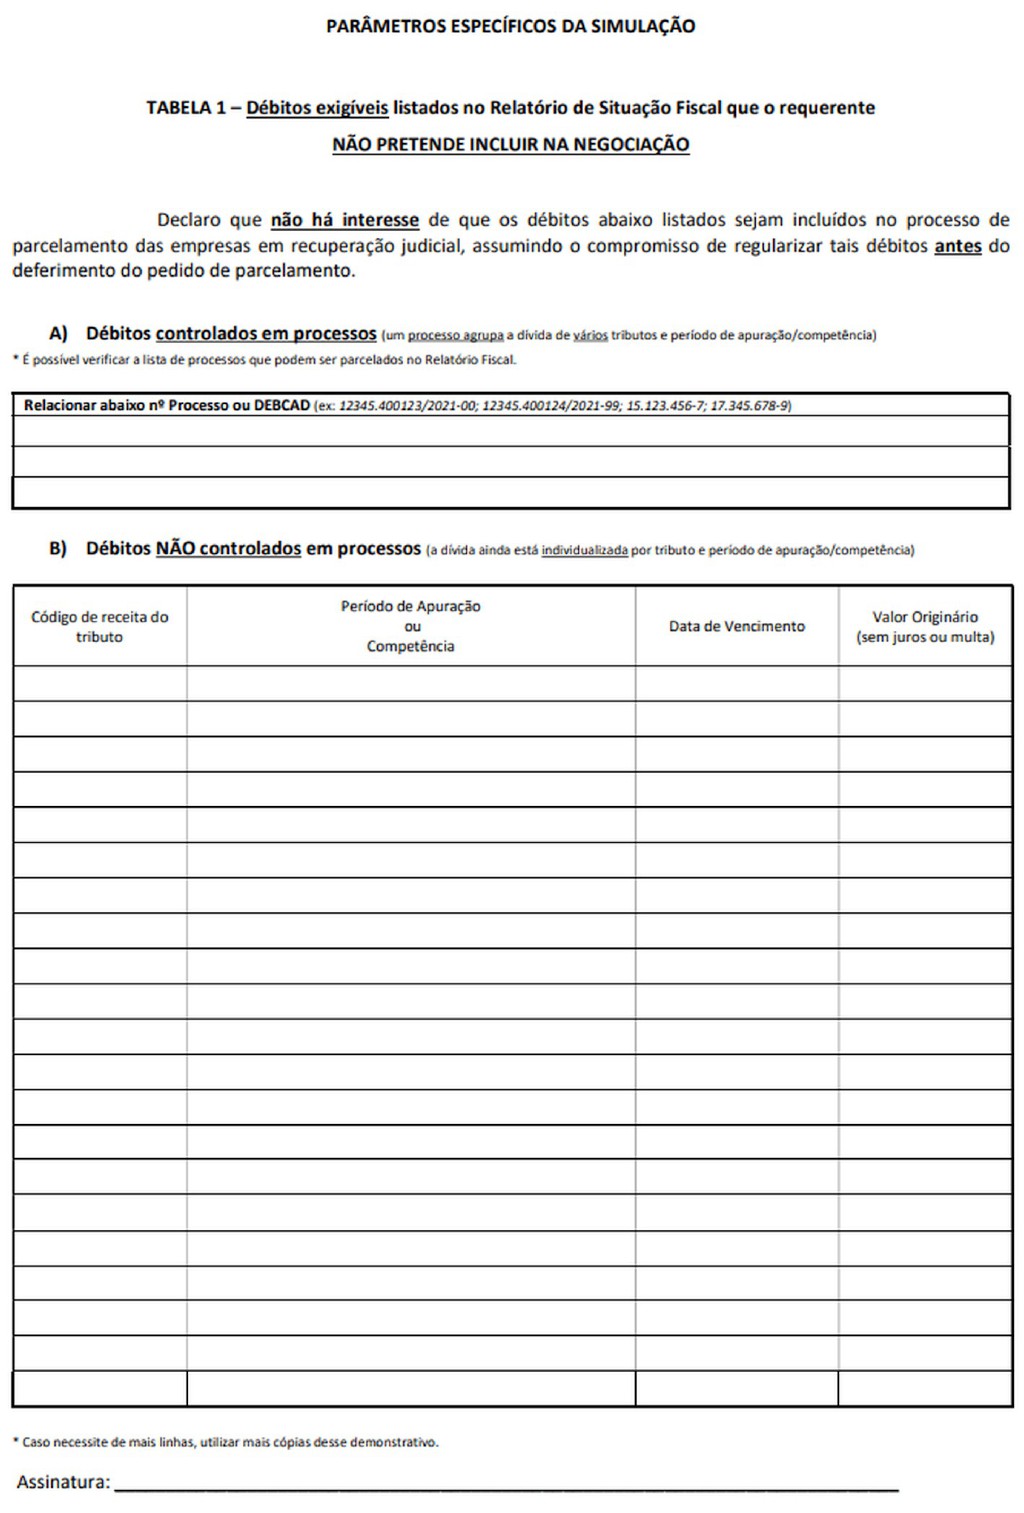 PARÂMETROS ESPECÍFICOS DA SIMULAÇÃO
TABELA 1 – Débitos exigíveis listados no Relatório de Situação Fiscal que o requerente
NÃO PRETENDE INCLUIR NA NEGOCIAÇÃO
Declaro que não há interesse de que os débitos abaixo listados sejam incluídos no processo de
parcelamento das empresas em recuperação judicial, assumindo o compromisso de regularizar tais débitos antes do
deferimento do pedido de parcelamento.
A) Débitos controlados em processos (um processo agrupa a dívida de vários tributos e período de apuração/competência)
* É possível verificar a lista de processos que podem ser parcelados no Relatório Fiscal.
Relacionar abaixo nº Processo ou DEBCAD (ex: 12345.400123/2021-00; 12345.400124/2021-99; 15.123.456-7; 17.345.678-9)
B) Débitos NÃO controlados em processos (a dívida ainda está individualizada por tributo e período de apuração/competência)
Código de receita do
tributo
Período de Apuração
ou
Competência
Data de Vencimento
Valor Originário
(sem juros ou multa)
* Caso necessite de mais linhas, utilizar mais cópias desse demonstrativo.
Assinatura: